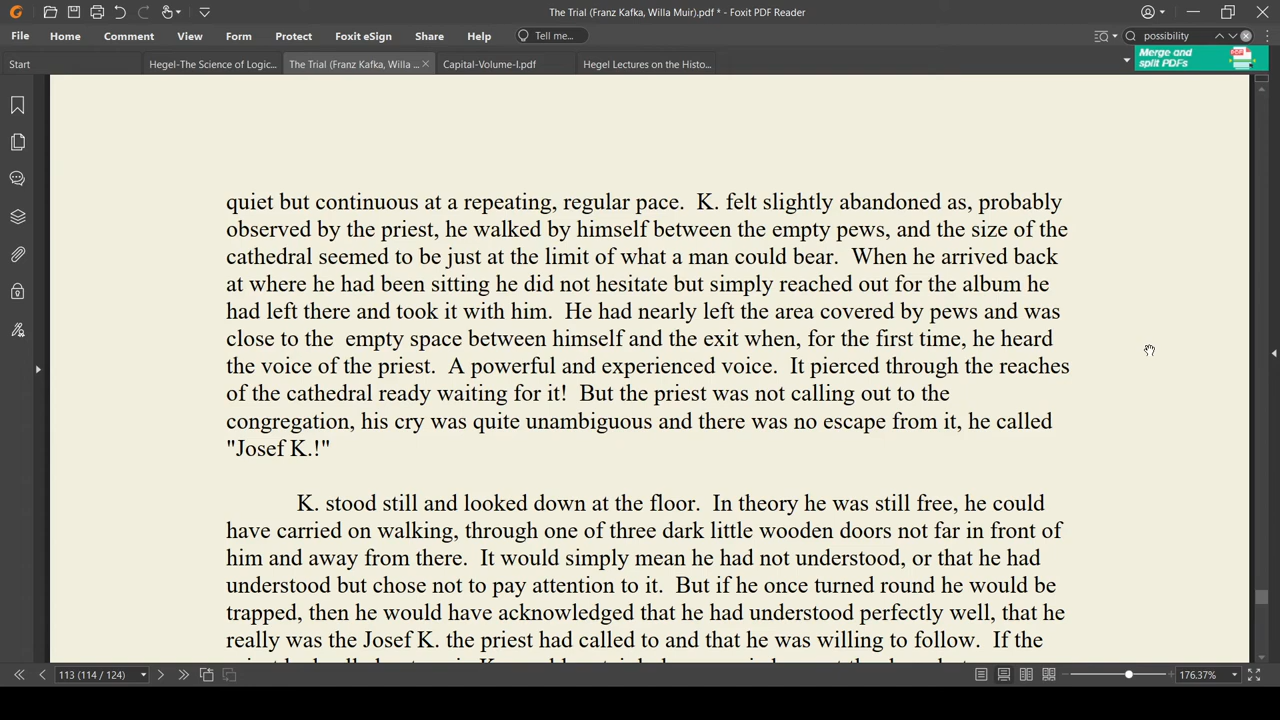 The Trial (Franz Kafka, Willa Muir).pdf * - Foxit PDF Reader
File Home Comment View Form Protect Foxit eSign Share Help Tell me... possibility
Start Hegel-The Science of Logic... The Trial (Franz Kafka, Willa ... Capital-Volume-I.pdf Hegel Lectures on the Histo... Merge and
split PDFs
quiet but continuous at a repeating, regular pace.  K. felt slightly abandoned as, probably
observed by the priest, he walked by himself between the empty pews, and the size of the
cathedral seemed to be just at the limit of what a man could bear.  When he arrived back
at where he had been sitting he did not hesitate but simply reached out for the album he
had left there and took it with him.  He had nearly left the area covered by pews and was
close to the  empty space between himself and the exit when, for the first time, he heard
the voice of the priest.  A powerful and experienced voice.  It pierced through the reaches
of the cathedral ready waiting for it!  But the priest was not calling out to the
congregation, his cry was quite unambiguous and there was no escape from it, he called
"Josef K.!"
K. stood still and looked down at the floor.  In theory he was still free, he could
have carried on walking, through one of three dark little wooden doors not far in front of
him and away from there.  It would simply mean he had not understood, or that he had
understood but chose not to pay attention to it.  But if he once turned round he would be
trapped, then he would have acknowledged that he had understood perfectly well, that he
really was the Josef K. the priest had called to and that he was willing to follow.  If the
113 (114 / 124) 176.37%